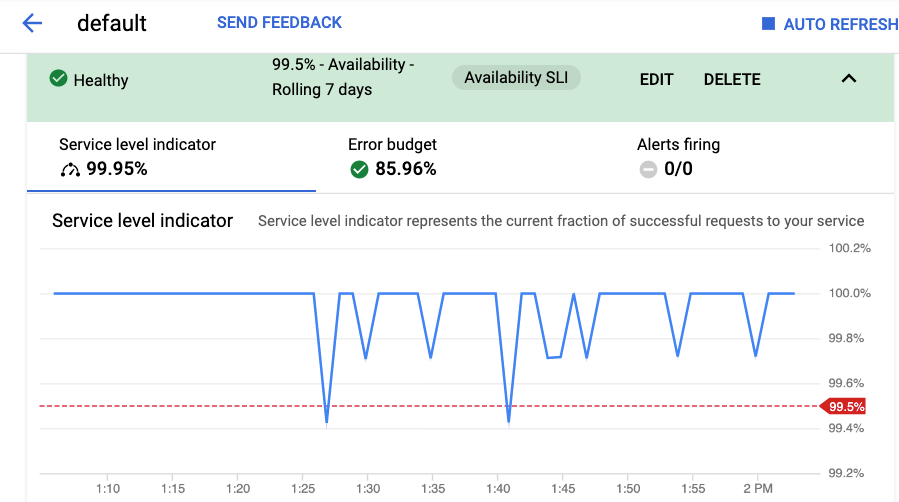 default
SEND FEEDBACK
AUTO REFRESH
Healthy
99.5% - Availability -
Rolling 7 days
Availability SLI
EDIT
DELETE
Service level indicator
99.95%
Error budget
85.96%
Alerts firing
0/0
Service level indicator
Service level indicator represents the current fraction of successful requests to your service
100.2%
100.0%
99.8%
99.6%
99.5%
99.4%
99.2%
1:10
1:15
1:20
1:25
1:30
1:35
1:40
1:45
1:50
1:55
2 PM